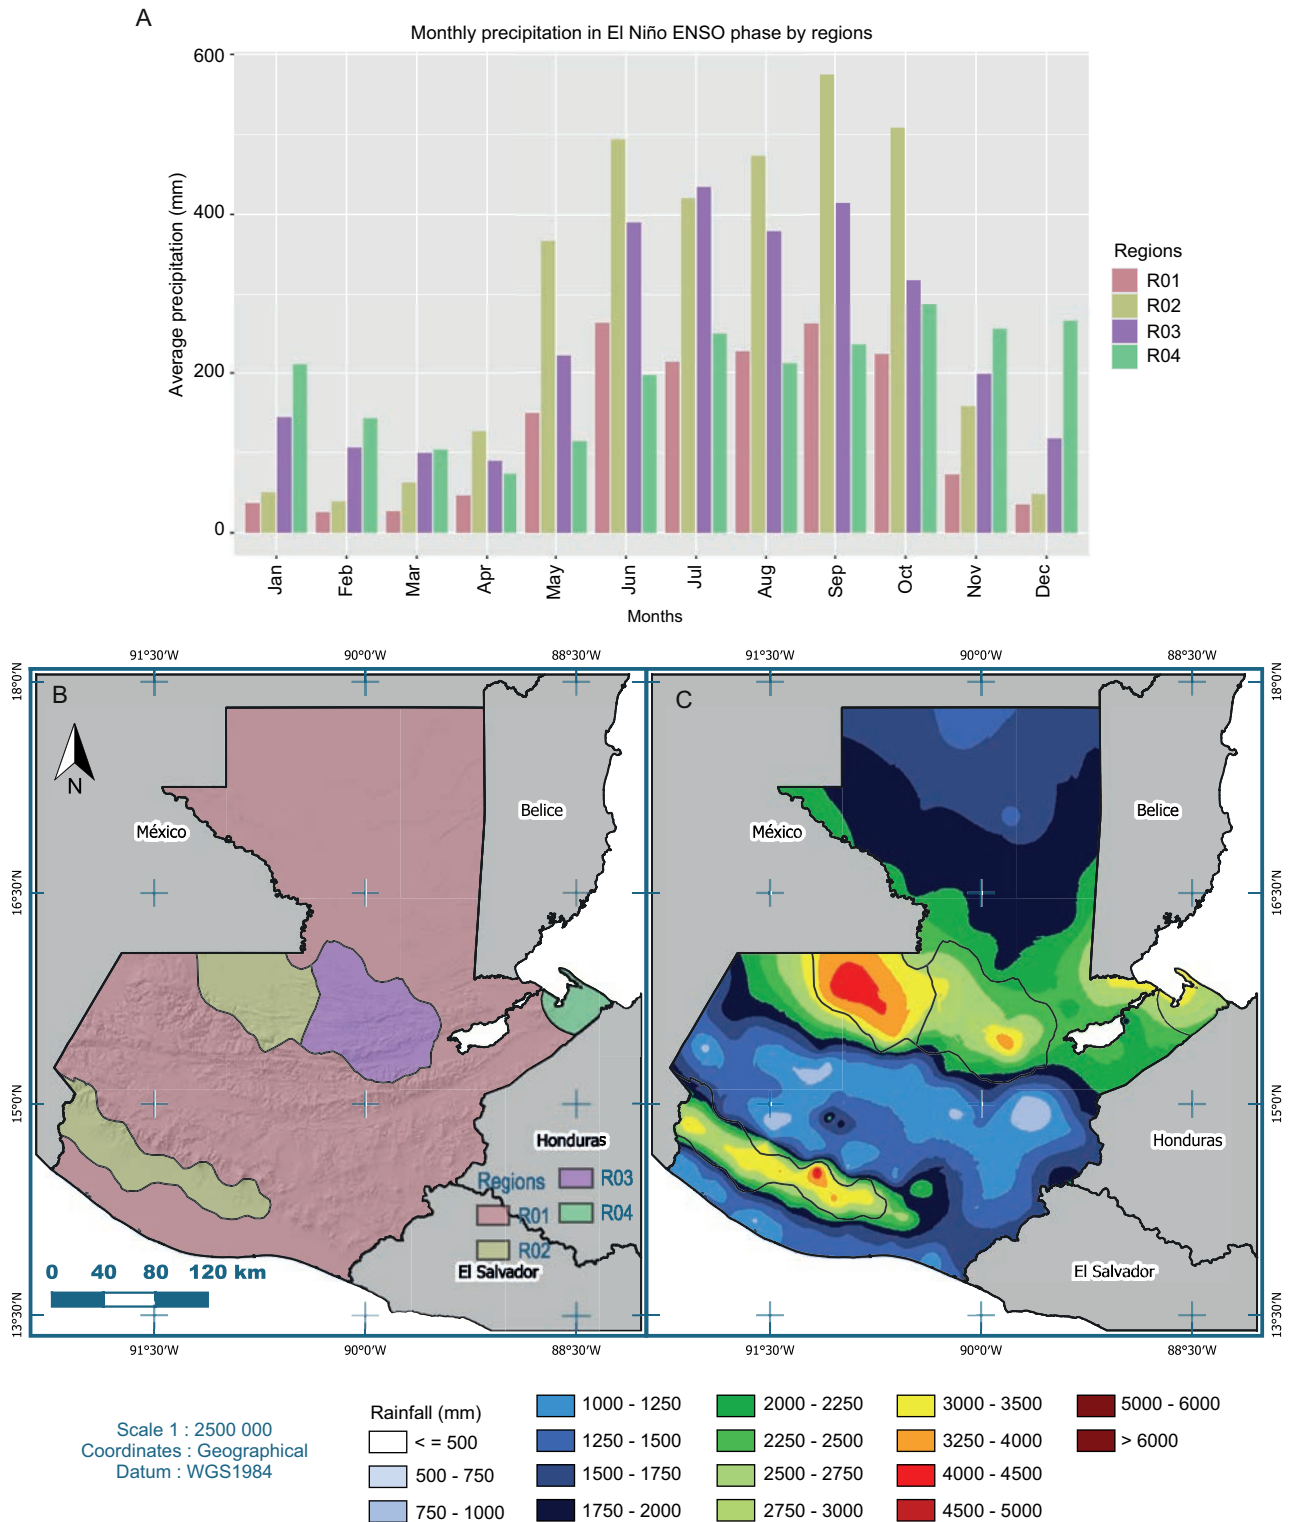 A
Monthly precipitation in El Niño ENSO phase by regions
Average precipitation (mm)
600
400
200
0
Jan
Feb
Mar
Apr
May
Jun
Jul
Aug
Sep
Oct
Nov
Dec
Months
Regions
R01
R02
R03
R04
91°30'W 90°0'W 88°30'W 91°30'W 90°0'W 88°30'W
18°0'N
16°30'N
15°0'N
13°30'N
B
N
México
Belice
Honduras
El Salvador
Regions
R01
R02
R03
R04
0 40 80 120 km
C
México
Belice
Honduras
El Salvador
18°0'N
16°30'N
15°0'N
13°30'N
91°30'W 90°0'W 88°30'W 91°30'W 90°0'W 88°30'W
Scale 1 : 2500 000
Coordinates : Geographical
Datum : WGS1984
Rainfall (mm)
< = 500
500 - 750
750 - 1000
1000 - 1250
1250 - 1500
1500 - 1750
1750 - 2000
2000 - 2250
2250 - 2500
2500 - 2750
2750 - 3000
3000 - 3500
3250 - 4000
4000 - 4500
4500 - 5000
5000 - 6000
> 6000